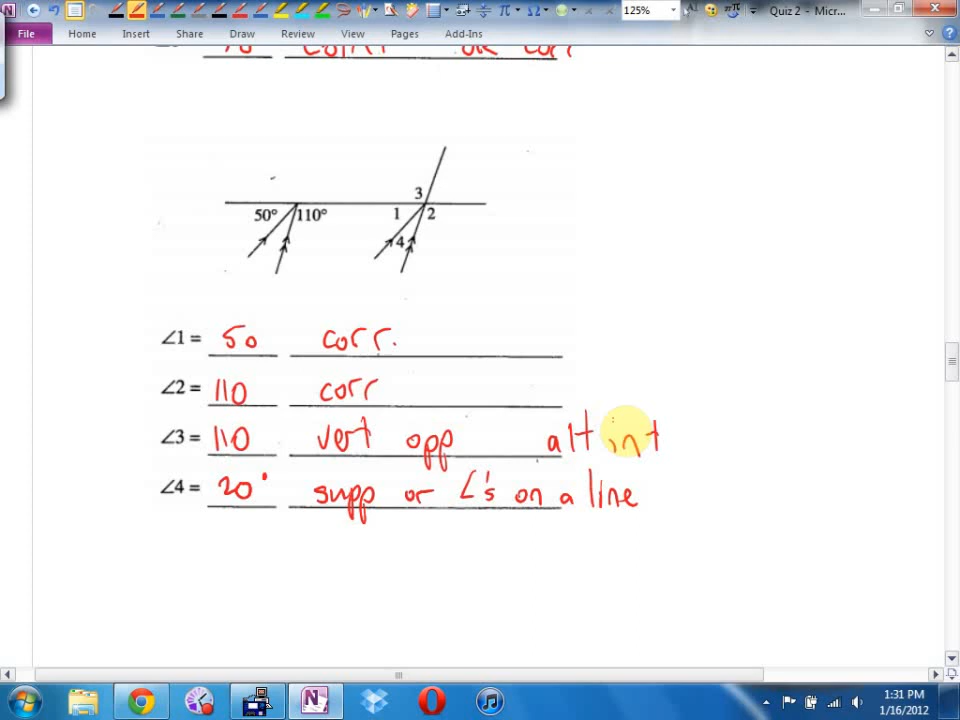 125%
Quiz 2 - Micr...
File Home Insert Draw Review Pages Add-Ins
3
50° 110° 1 2
4
∠1 = 50 corr.
∠2 = 110 corr
∠3 = 110 vert opp alt int
∠4 = 20° supp or ∠'s on a line
1:31 PM
1/16/2012